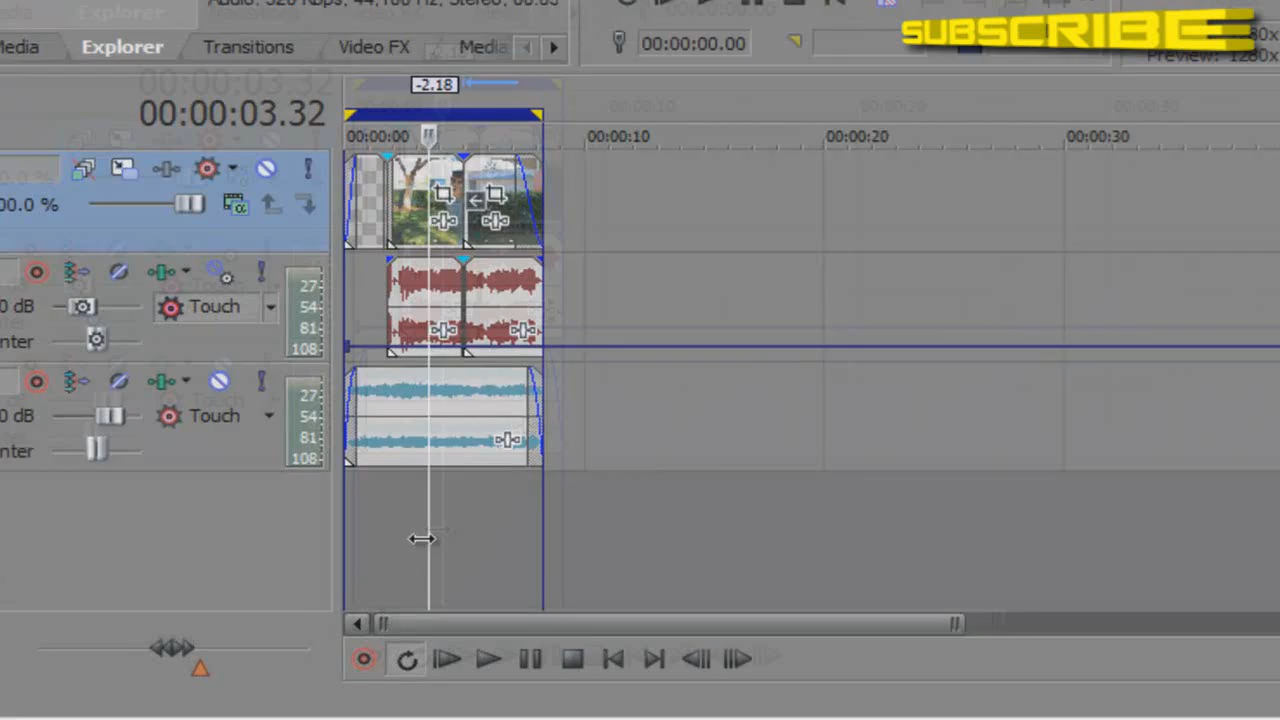 Audio: 320 Kbps, 44,100 Hz, Stereo, 00:03
SUBSCRIBE
Media
Explorer
Transitions
Video FX
Media
00:00:00.00
Preview: 1280x
-2.18
00:00:03.32
00:00:00
00:00:10
00:00:20
00:00:30
00.0 %
27
54
81
108
0 dB
Touch
nter
27
54
81
108
0 dB
Touch
nter